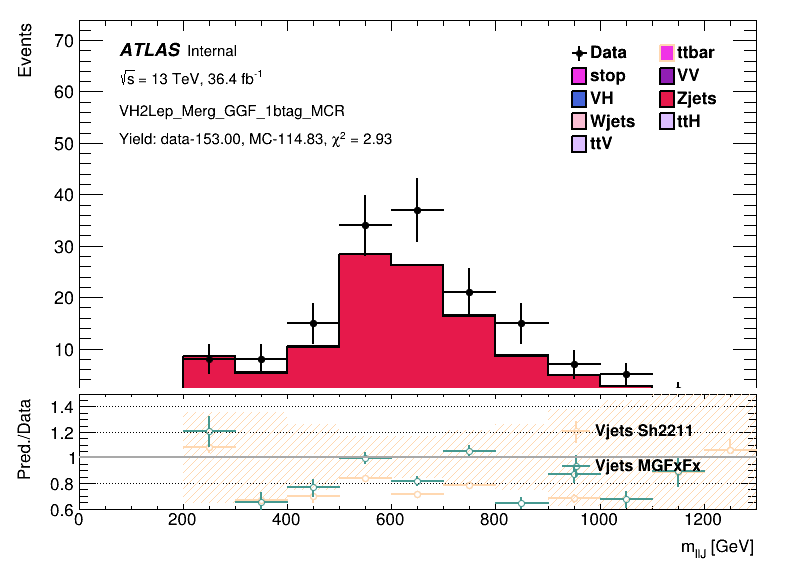 Events
70
60
50
40
30
20
10
ATLAS Internal
√s = 13 TeV, 36.4 fb⁻¹
VH2Lep_Merg_GGF_1btag_MCR
Yield: data-153.00, MC-114.83, χ² = 2.93
Data ttbar
stop VV
VH Zjets
Wjets ttH
ttV
Pred./Data
1.4
1.2
1
0.8
0.6
Vjets Sh2211
Vjets MGFxFx
0 200 400 600 800 1000 1200
m_llJ [GeV]